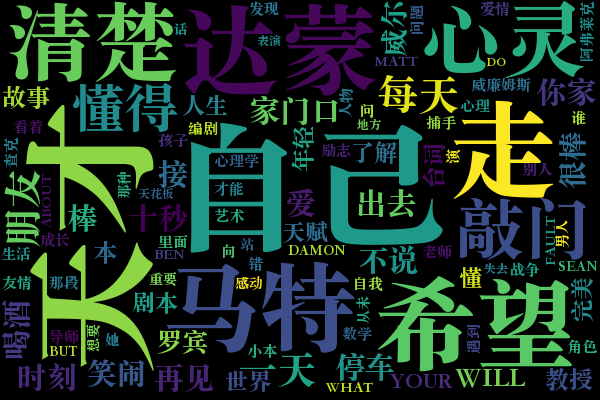 清楚
达蒙
威尔
心灵
话
发现
表演
MATT
问题
爱情
DO
阿弗莱克
故事
懂得
人生
家门口
人物
问
地方
每天
威廉姆斯
心理
捕手
你家
谁
看着
查克
编剧
孩子
年轻
励志
了解
台词
演
走
别人
很棒
天才
自己
心理学
接
那种
天花板
才能
艺术
爱
出去
敲门
男人
FAULT
朋友
ABOUT
棒
十秒
里面
向
站
天赋
DAMON
不说
老师
懂
失去
战争
SEAN
成长
生活
友情
那段
本
BEN
错
重要
感动
马特
自我
从未
希望
完美
喝酒
导师
BUT
想要
她
剧本
罗宾
小本
一天
数学
停车
遇到
角色
时刻
笑闹
再见
世界
WHAT
YOUR
WILL
教授